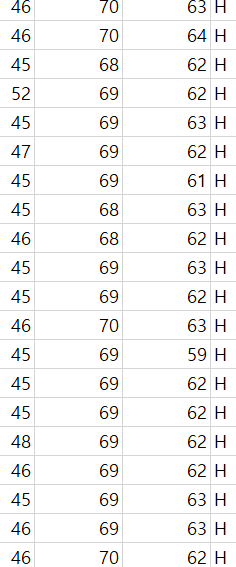 46 70 63 H
46 70 64 H
45 68 62 H
52 69 62 H
45 69 63 H
47 69 62 H
45 69 61 H
45 68 63 H
46 68 62 H
45 69 63 H
45 69 62 H
46 70 63 H
45 69 59 H
45 69 62 H
45 69 62 H
48 69 62 H
46 69 62 H
45 69 63 H
46 69 63 H
46 70 62 H